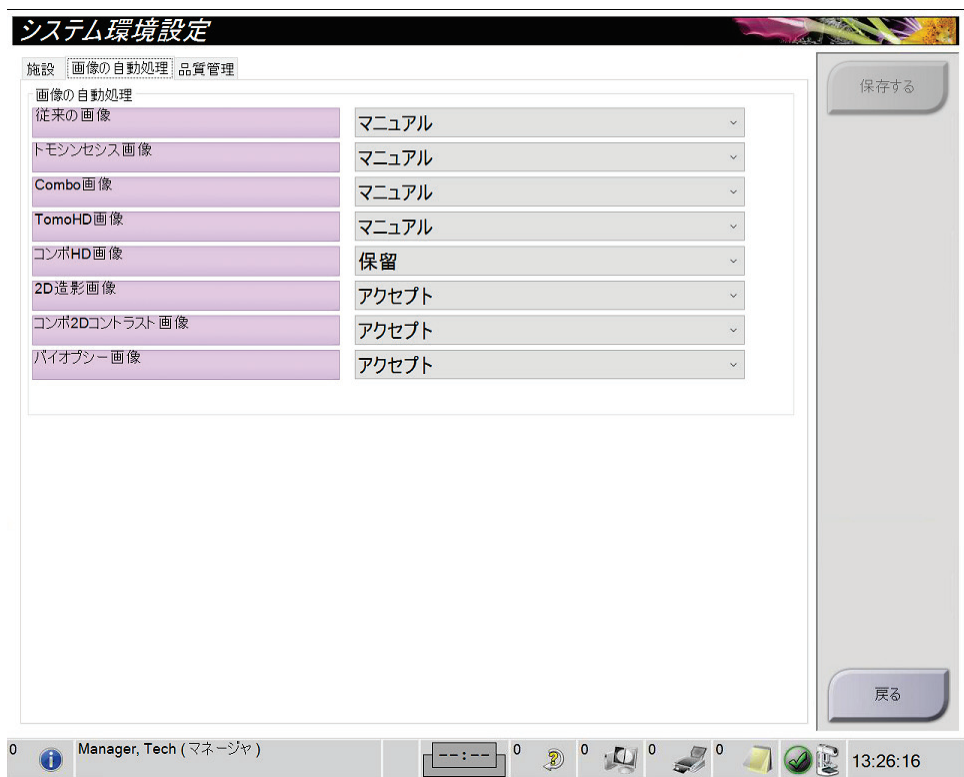 システム環境設定
施設 画像の自動処理 品質管理
保存する
画像の自動処理
従来の画像 マニュアル
トモシンセシス画像 マニュアル
Combo画像 マニュアル
TomoHD画像 マニュアル
コンボHD画像 保留
2D造影画像 アクセプト
コンボ2Dコントラスト画像 アクセプト
バイオプシー画像 アクセプト
戻る
0 Manager, Tech (マネージャ) --:-- 0 0 0 0 13:26:16